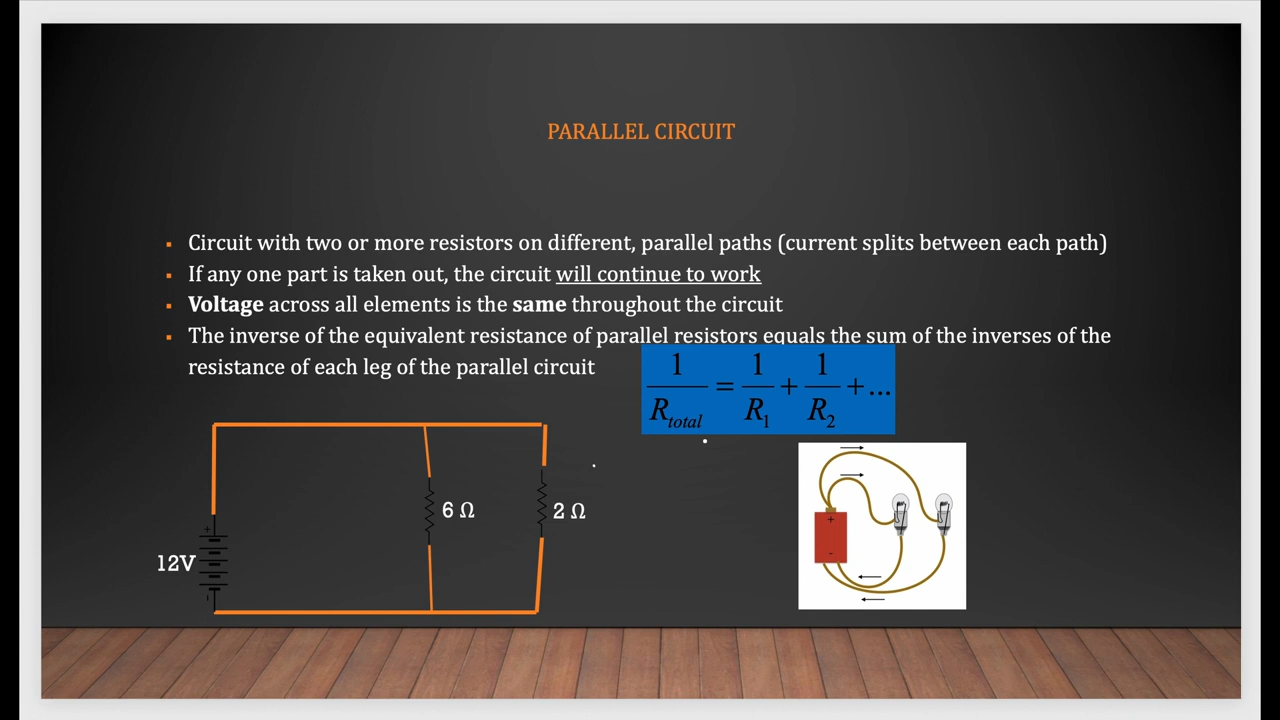 PARALLEL CIRCUIT
▪ Circuit with two or more resistors on different, parallel paths (current splits between each path)
▪ If any one part is taken out, the circuit will continue to work
▪ Voltage across all elements is the same throughout the circuit
▪ The inverse of the equivalent resistance of parallel resistors equals the sum of the inverses of the
resistance of each leg of the parallel circuit
1/R_total = 1/R_1 + 1/R_2 + ...
6 Ω
2 Ω
+
12V
-
+
-